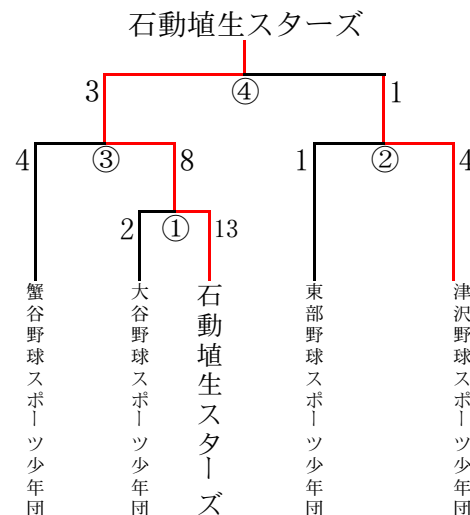 石動埴生スターズ
3
④
1
4
③
8
1
②
4
2
①
13
蟹谷野球スポーツ少年団
大谷野球スポーツ少年団
石動埴生スターズ
東部野球スポーツ少年団
津沢野球スポーツ少年団